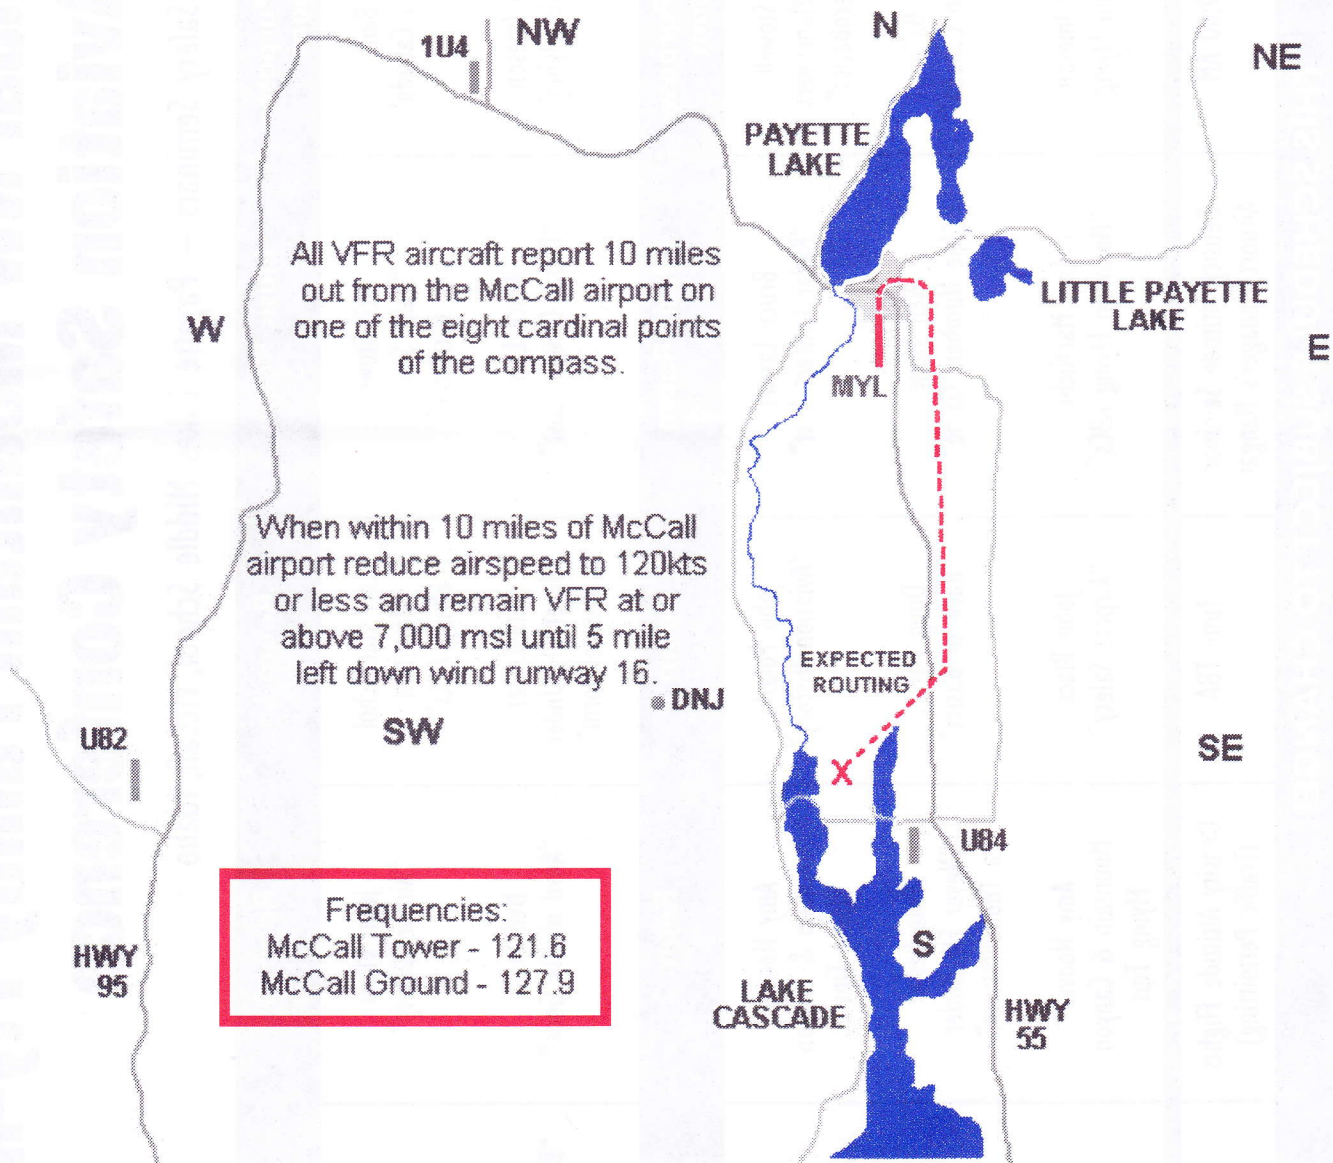 1U4
NW
N
NE
PAYETTE
LAKE
All VFR aircraft report 10 miles
out from the McCall airport on
one of the eight cardinal points
of the compass.
W
LITTLE PAYETTE
LAKE
E
MYL
When within 10 miles of McCall
airport reduce airspeed to 120kts
or less and remain VFR at or
above 7,000 msl until 5 mile
left down wind runway 16.
EXPECTED
ROUTING
DNJ
SW
U82
SE
X
U84
Frequencies:
McCall Tower - 121.6
McCall Ground - 127.9
HWY
95
S
LAKE
CASCADE
HWY
55